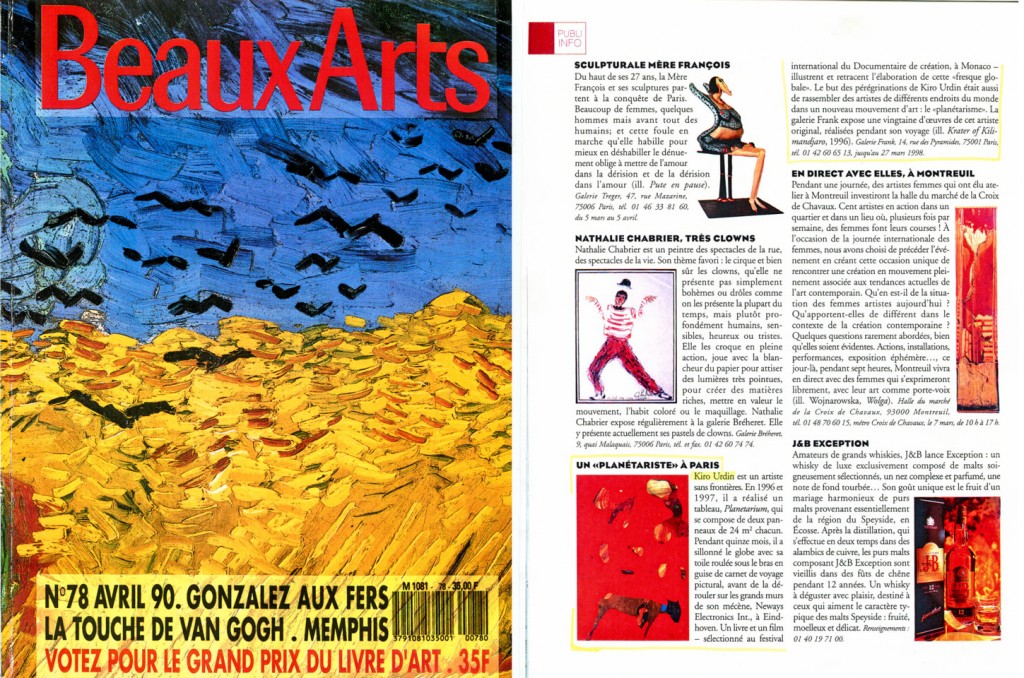 Beaux Arts
N°78 AVRIL 90. GONZALEZ AUX FERS
LA TOUCHE DE VAN GOGH . MEMPHIS
VOTEZ POUR LE GRAND PRIX DU LIVRE D'ART . 35F
M 1081 - 78 - 35,00 F
3791081035001 00780
PUBLI
INFO
SCULPTURALE MÈRE FRANÇOIS
Du haut de ses 27 ans, la Mère
François et ses sculptures par-
tent à la conquête de Paris.
Beaucoup de femmes, quelques
hommes mais avant tout des
humains; et cette foule en
marche qu'elle habille pour
mieux en déshabiller le dénue-
ment oblige à mettre de l'amour
dans la dérision et de la dérision
dans l'amour (ill. Pute en pause).
Galerie Treger, 47, rue Mazarine,
75006 Paris, tél. 01 46 33 81 60,
du 5 mars au 5 avril.
NATHALIE CHABRIER, TRÈS CLOWNS
Nathalie Chabrier est un peintre des spectacles de la rue,
des spectacles de la vie. Son thème favori : le cirque et bien
sûr les clowns, qu'elle ne
présente pas simplement
bohèmes ou drôles comme
on les présente la plupart du
temps, mais plutôt pro-
fondément humains, sen-
sibles, heureux ou tristes.
Elle les croque en pleine
action, joue avec la blan-
cheur du papier pour attiser
des lumières très pointues,
pour créer des matières
riches, mettre en valeur le
mouvement, l'habit coloré ou le maquillage. Nathalie
Chabrier expose régulièrement à la galerie Bréheret. Elle
y présente actuellement ses pastels de clowns. Galerie Bréheret,
9, quai Malaquais, 75006 Paris, tél. et fax. 01 42 60 74 74.
UN «PLANÉTARISTE» À PARIS
Kiro Urdin est un artiste
sans frontières. En 1996 et
1997, il a réalisé un
tableau, Planetarium, qui
se compose de deux pan-
neaux de 24 m² chacun.
Pendant quinze mois, il a
sillonné le globe avec sa
toile roulée sous le bras en
guise de carnet de voyage
pictural, avant de la dé-
rouler sur les grands murs
de son mécène, Neways
Electronics Int., à Eind-
hoven. Un livre et un film
– sélectionné au festival
international du Documentaire de création, à Monaco –
illustrent et retracent l'élaboration de cette «fresque glo-
bale». Le but des pérégrinations de Kiro Urdin était aussi
de rassembler des artistes de différents endroits du monde
dans un nouveau mouvement d'art : le «planétarisme». La
galerie Frank expose une vingtaine d'œuvres de cet artiste
original, réalisées pendant son voyage (ill. Krater of Kili-
mandjaro, 1996). Galerie Frank, 14, rue des Pyramides, 75001 Paris,
tél. 01 42 60 65 13, jusqu'au 27 mars 1998.
EN DIRECT AVEC ELLES, À MONTREUIL
Pendant une journée, des artistes femmes qui ont élu ate-
lier à Montreuil investiront la halle du marché de la Croix
de Chavaux. Cent artistes en action dans un
quartier et dans un lieu où, plusieurs fois par
semaine, des femmes font leurs courses ! À
l'occasion de la journée internationale des
femmes, nous avons choisi de précéder l'évé-
nement en créant cette occasion unique de
rencontrer une création en mouvement plei-
nement associée aux tendances actuelles de
l'art contemporain. Qu'en est-il de la situa-
tion des femmes artistes aujourd'hui ?
Qu'apportent-elles de différent dans le
contexte de la création contemporaine ?
Quelques questions rarement abordées, bien
qu'elles soient évidentes. Actions, installations,
performances, exposition éphémère…, ce
jour-là, pendant sept heures, Montreuil vivra
en direct avec des femmes qui s'exprimeront
librement, avec leur art comme porte-voix
(ill. Wojnarowska, Wolga). Halle du marché
de la Croix de Chavaux, 93000 Montreuil,
tél. 01 48 70 60 15, métro Croix de Chavaux, le 7 mars, de 10 h à 17 h.
J&B EXCEPTION
Amateurs de grands whiskies, J&B lance Exception : un
whisky de luxe exclusivement composé de malts soi-
gneusement sélectionnés, un nez complexe et parfumé, une
note de fond tourbée… Son goût unique est le fruit d'un
mariage harmonieux de purs
malts provenant essentiellement
de la région du Speyside, en
Écosse. Après la distillation, qui
s'effectue en deux temps dans des
alambics de cuivre, les purs malts
composant J&B Exception sont
vieillis dans des fûts de chêne
pendant 12 années. Un whisky
à déguster avec plaisir, destiné à
ceux qui aiment le caractère ty-
pique des malts Speyside : fruité,
moelleux et délicat. Renseignements :
01 40 19 71 00.
J&B
12